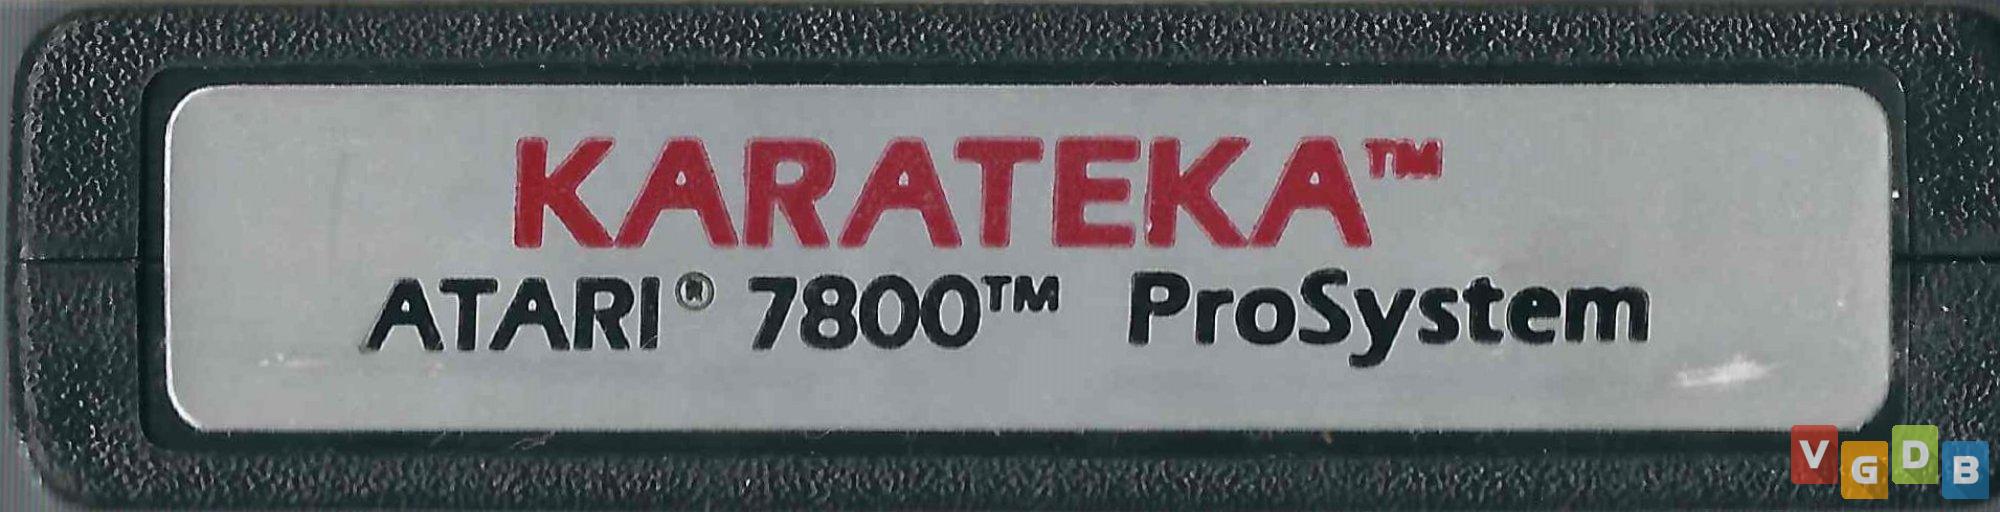 KARATEKA™
ATARI® 7800™ ProSystem
VGDB